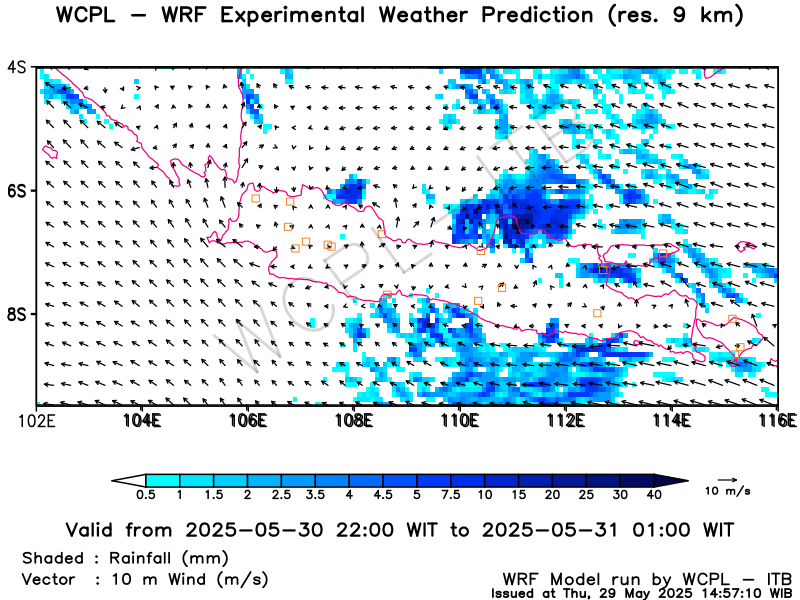 WCPL – WRF Experimental Weather Prediction (res. 9 km)
4S
6S
8S
102E 104E 106E 108E 110E 112E 114E 116E
WCPL-ITB
0.5 1 1.5 2 2.5 3.5 4 4.5 5 7.5 10 15 20 25 30 40
10 m/s
Valid from 2025-05-30 22:00 WIT to 2025-05-31 01:00 WIT
Shaded : Rainfall (mm)
Vector : 10 m Wind (m/s)
WRF Model run by WCPL – ITB
Issued at Thu, 29 May 2025 14:57:10 WIB